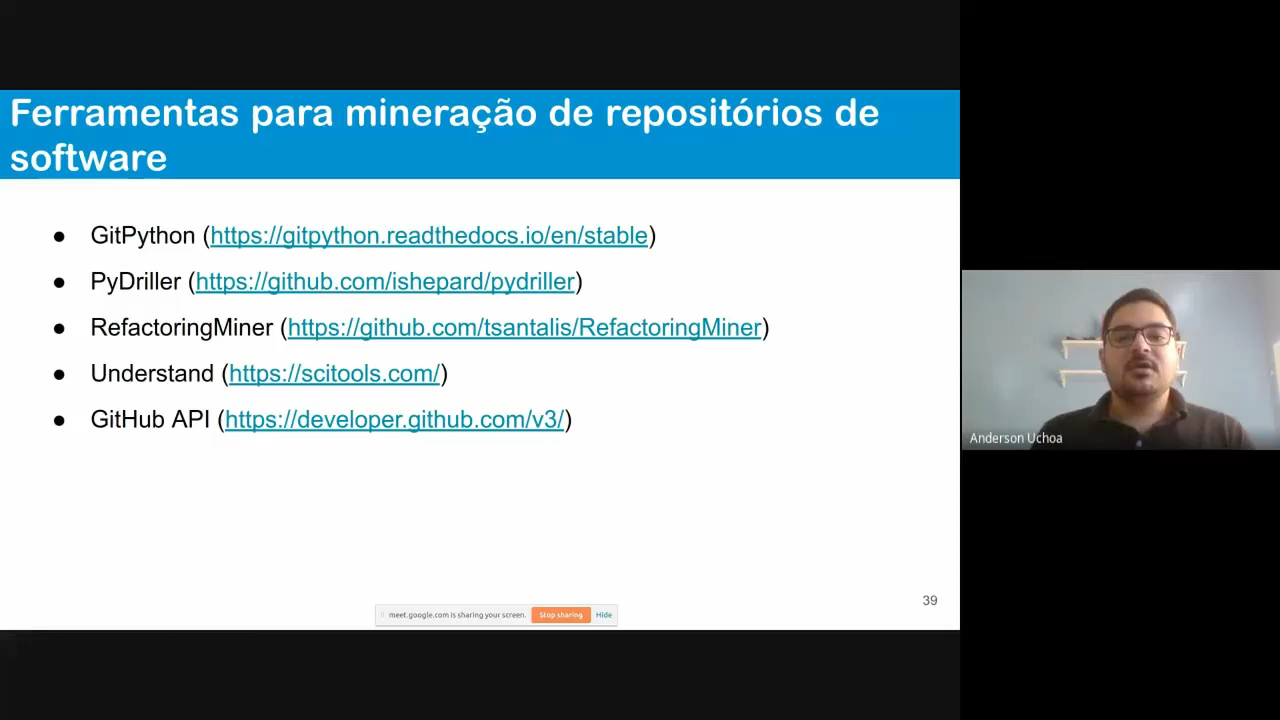 Ferramentas para mineração de repositórios de
software
● GitPython (https://gitpython.readthedocs.io/en/stable)
● PyDriller (https://github.com/ishepard/pydriller)
● RefactoringMiner (https://github.com/tsantalis/RefactoringMiner)
● Understand (https://scitools.com/)
● GitHub API (https://developer.github.com/v3/)
Anderson Uchoa
39
meet.google.com is sharing your screen. Stop sharing Hide